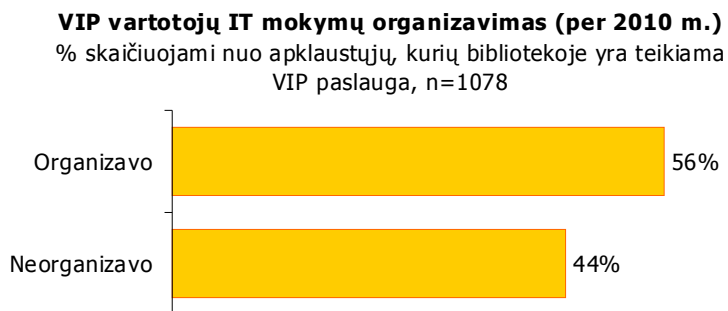 VIP vartotojų IT mokymų organizavimas (per 2010 m.)
% skaičiuojami nuo apklaustųjų, kurių bibliotekoje yra teikiama
VIP paslauga, n=1078
Organizavo 56%
Neorganizavo 44%